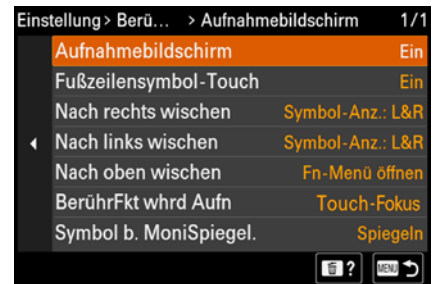 Einstellung> Berü... > Aufnahmebildschirm 1/1
Aufnahmebildschirm Ein
Fußzeilensymbol-Touch Ein
Nach rechts wischen Symbol-Anz.: L&R
Nach links wischen Symbol-Anz.: L&R
Nach oben wischen Fn-Menü öffnen
BerührFkt whrd Aufn Touch-Fokus
Symbol b. MoniSpiegel. Spiegeln
? MENU